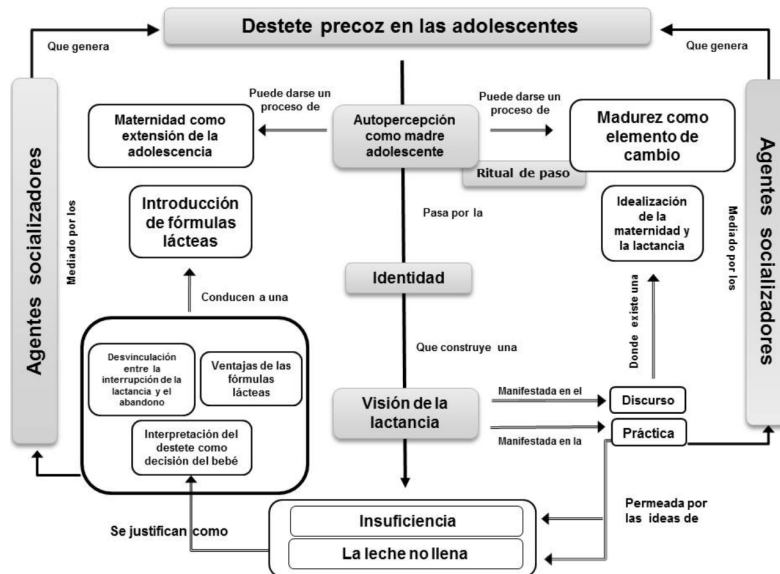 Destete precoz en las adolescentes
Que genera
Que genera
Agentes socializadores
Mediado por los
Puede darse un
proceso de
Maternidad como
extensión de la
adolescencia
Autopercepción
como madre
adolescente
Puede darse un
proceso de
Madurez como
elemento de
cambio
Ritual de paso
Agentes socializadores
Mediado por los
Introducción
de fórmulas
lácteas
Pasa por la
Idealización
de la
maternidad y
la lactancia
Identidad
Conducen a una
Donde existe una
Que construye una
Desvinculación
entre la
interrupción de la
lactancia y el
abandono
Ventajas de las
fórmulas
lácteas
Interpretación del
destete como
decisión del bebé
Visión de la
lactancia
Manifestada en el
Discurso
Manifestada en la
Práctica
Se justifican como
Insuficiencia
La leche no llena
Permeada por
las ideas de